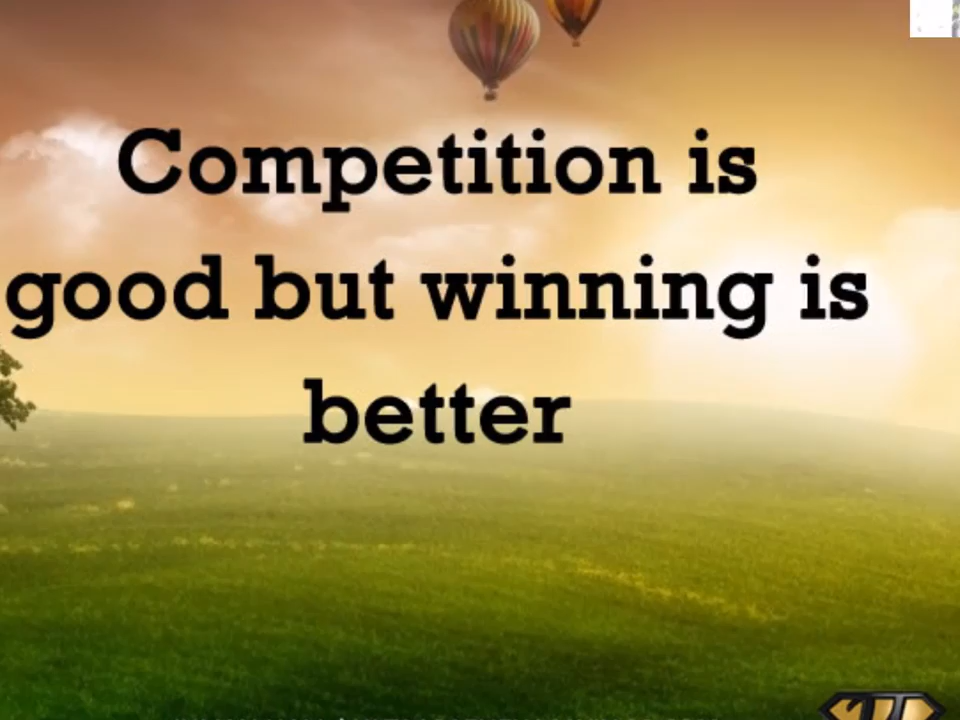 Competition is
good but winning is
better